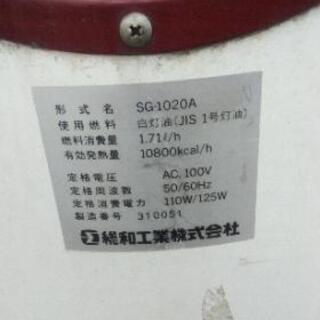 形式名 SG-1020A
使用燃料 白灯油(JIS 1号灯油)
燃料消費量 1.71ℓ/h
有効発熱量 10800kcal/h
定格電圧 AC, 100V
定格周波数 50/60Hz
定格消費電力 110W/125W
製造番号 310051
総和工業株式会社